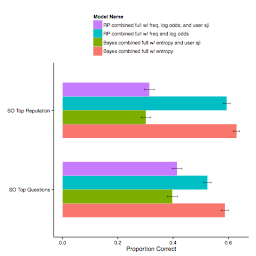 Model Name
RP combined full w/ freq, log odds, and user sji
RP combined full w/ freq and log odds
Bayes combined full w/ entropy and user sji
Bayes combined full w/ entropy
SO Top Reputation
SO Top Questions
0.0 0.2 0.4 0.6
Proportion Correct